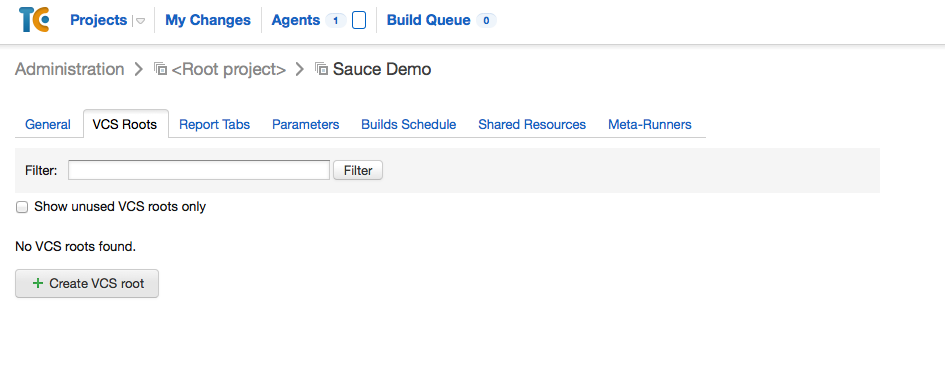 TC Projects My Changes Agents 1 Build Queue 0
Administration > <Root project> > Sauce Demo
General VCS Roots Report Tabs Parameters Builds Schedule Shared Resources Meta-Runners
Filter: Filter
Show unused VCS roots only
No VCS roots found.
+ Create VCS root